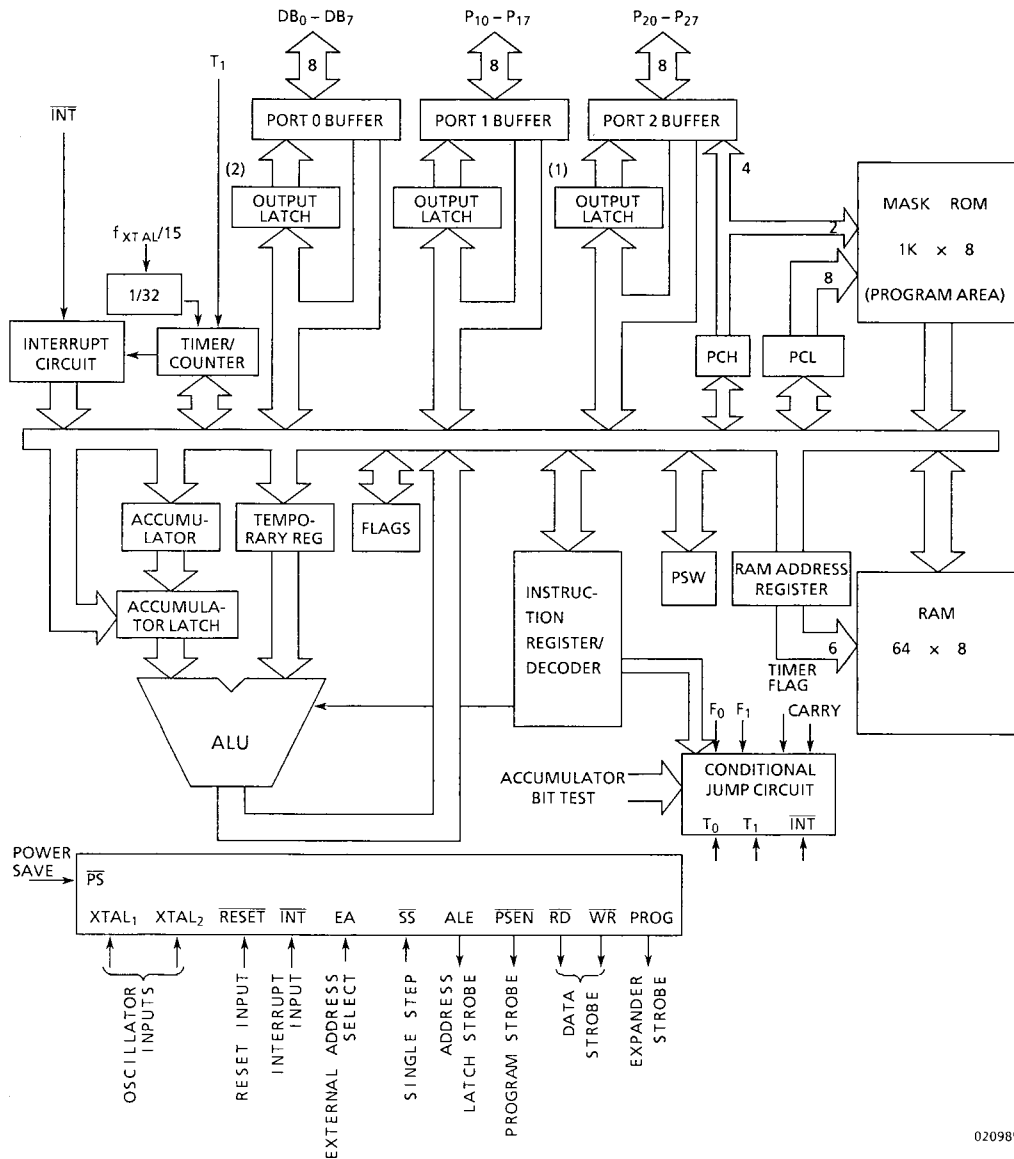 DB₀ – DB₇
P₁₀ – P₁₇
P₂₀ – P₂₇
T₁
8
8
8
INT̅
PORT 0 BUFFER
PORT 1 BUFFER
PORT 2 BUFFER
(2)
(1)
4
OUTPUT
LATCH
OUTPUT
LATCH
OUTPUT
LATCH
MASK ROM
1K × 8
(PROGRAM AREA)
2
8
f XTAL/15
1/32
INTERRUPT
CIRCUIT
TIMER/
COUNTER
PCH
PCL
ACCUMU-
LATOR
TEMPO-
RARY REG
FLAGS
INSTRUC-
TION
REGISTER/
DECODER
PSW
RAM ADDRESS
REGISTER
ACCUMULA-
TOR LATCH
RAM
64 × 8
6
TIMER
FLAG
F₀
F₁
CARRY
ALU
ACCUMULATOR
BIT TEST
CONDITIONAL
JUMP CIRCUIT
T₀
T₁
INT̅
POWER
SAVE
PS̅
XTAL₁
XTAL₂
RESET̅
INT̅
EA
SS̅
ALE
PSEN̅
RD̅
WR̅
PROG
OSCILLATOR
INPUTS
RESET INPUT
INTERRUPT
INPUT
EXTERNAL ADDRESS
SELECT
SINGLE STEP
ADDRESS
LATCH STROBE
PROGRAM STROBE
DATA
STROBE
EXPANDER
STROBE